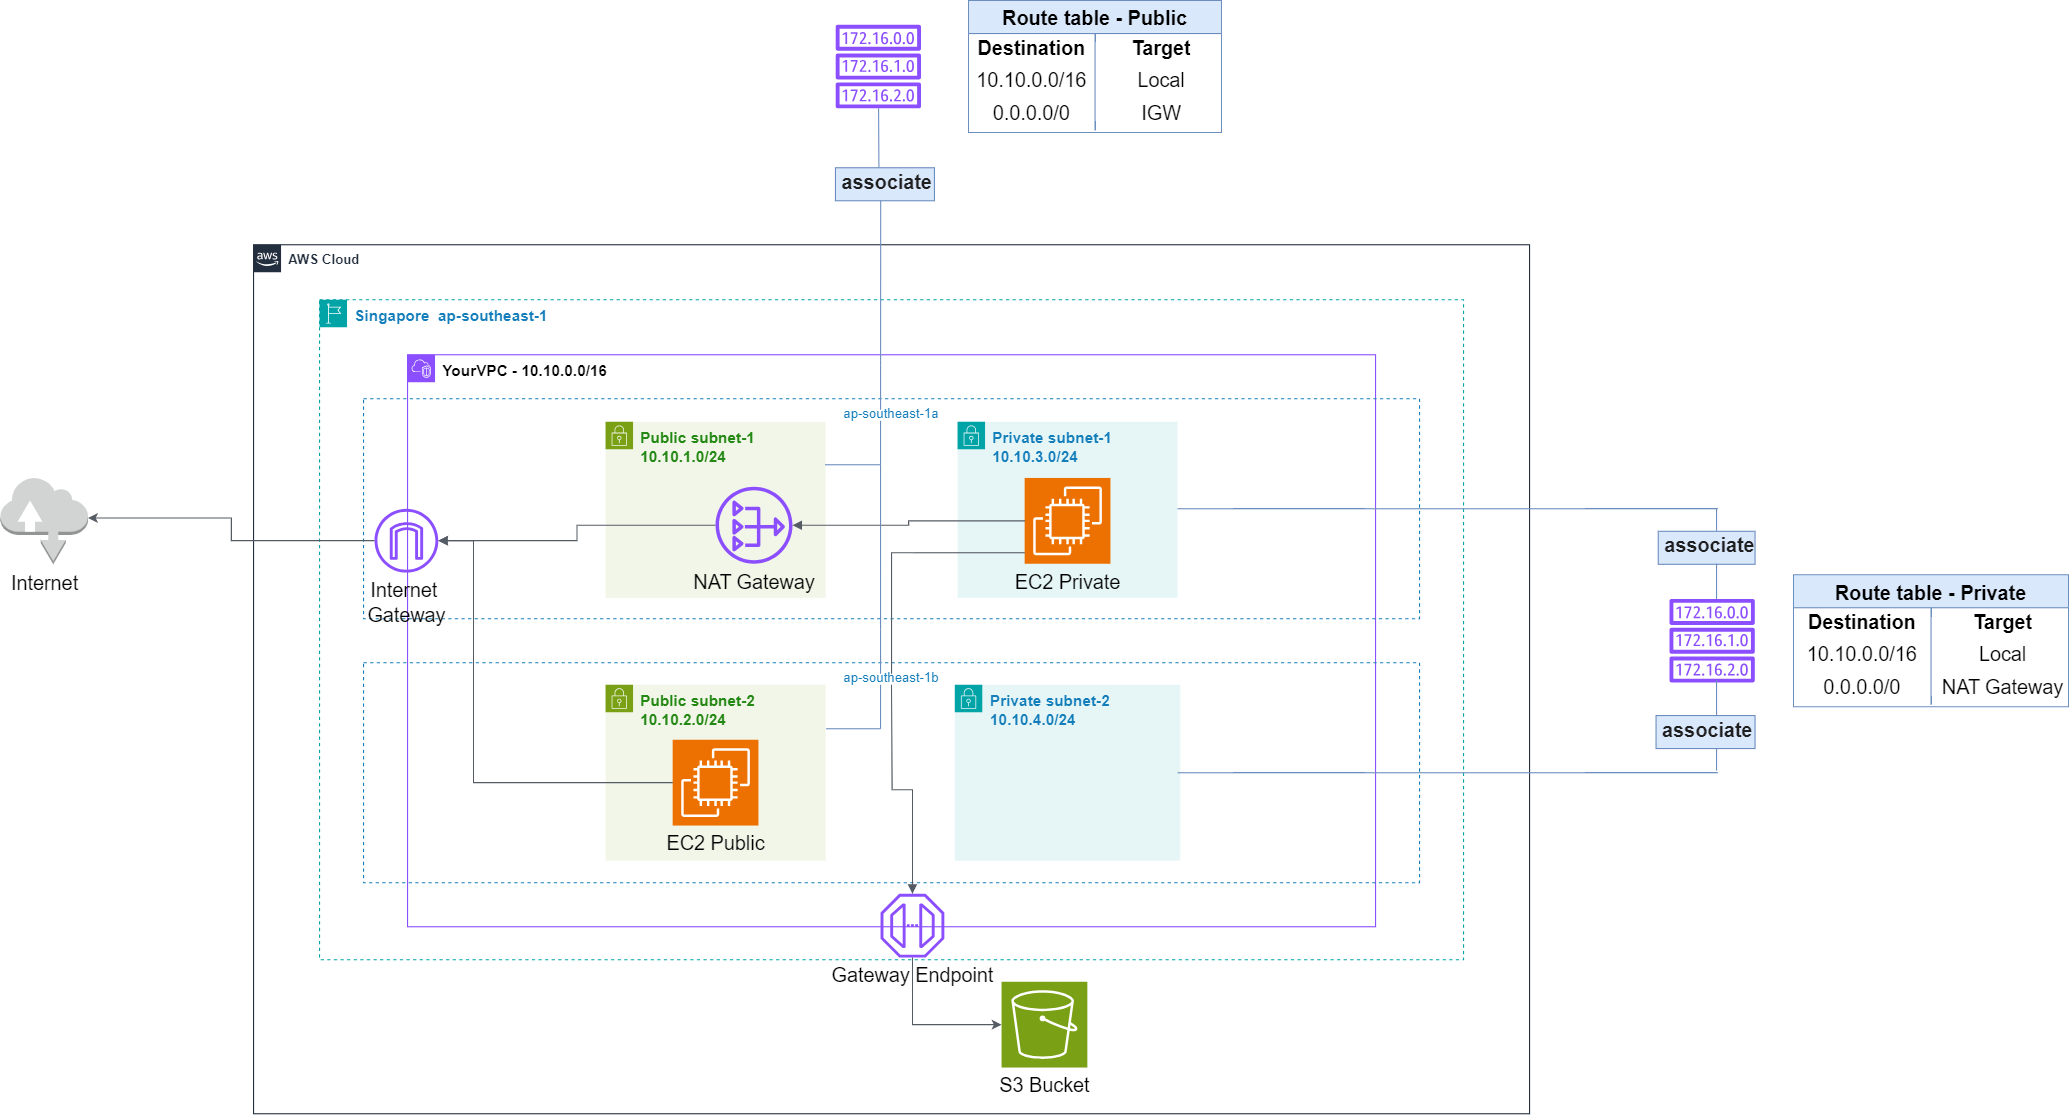 172.16.0.0
172.16.1.0
172.16.2.0
Route table - Public
Destination Target
10.10.0.0/16 Local
0.0.0.0/0 IGW
associate
aws AWS Cloud
Singapore ap-southeast-1
YourVPC - 10.10.0.0/16
ap-southeast-1a
Public subnet-1
10.10.1.0/24
NAT Gateway
Private subnet-1
10.10.3.0/24
EC2 Private
Internet
Internet
Gateway
associate
172.16.0.0
172.16.1.0
172.16.2.0
associate
Route table - Private
Destination Target
10.10.0.0/16 Local
0.0.0.0/0 NAT Gateway
ap-southeast-1b
Public subnet-2
10.10.2.0/24
EC2 Public
Private subnet-2
10.10.4.0/24
Gateway Endpoint
S3 Bucket